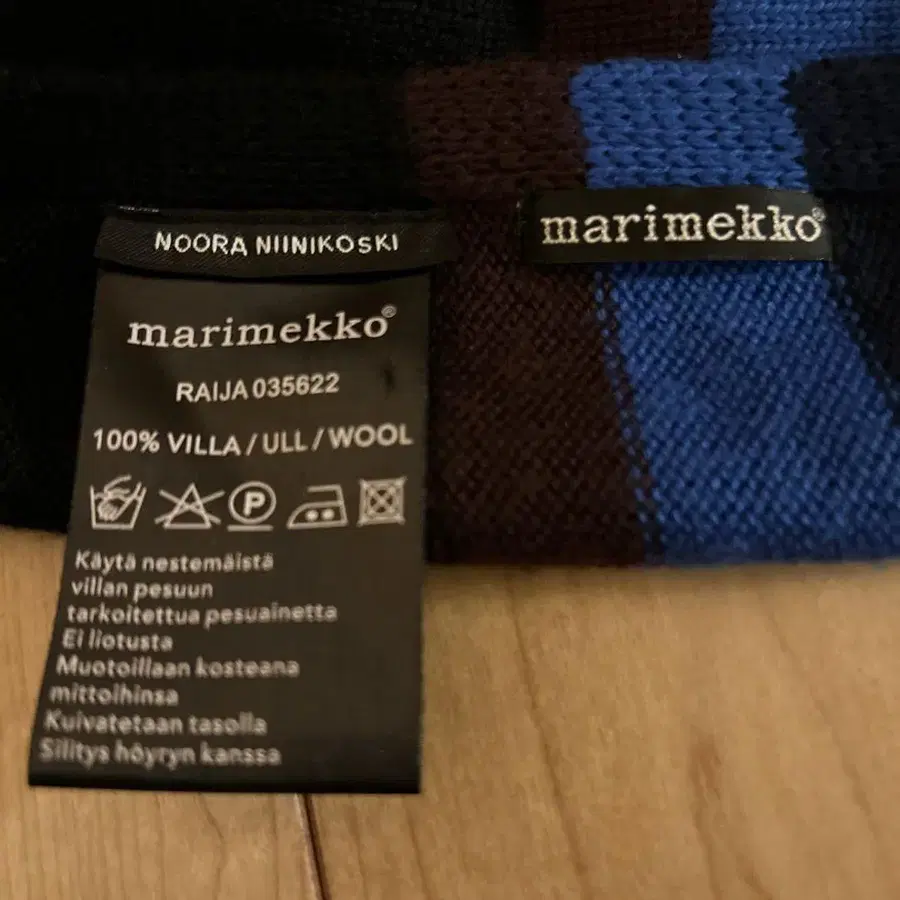 NOORA NIINIKOSKI
marimekko®
marimekko®
RAIJA 035622
100% VILLA / ULL / WOOL
P
Käytä nestemäistä
villan pesuun
tarkoitettua pesuainetta
Ei liotusta
Muotoillaan kosteana
mittoihinsa
Kuivatetaan tasolla
Silitys höyryn kanssa